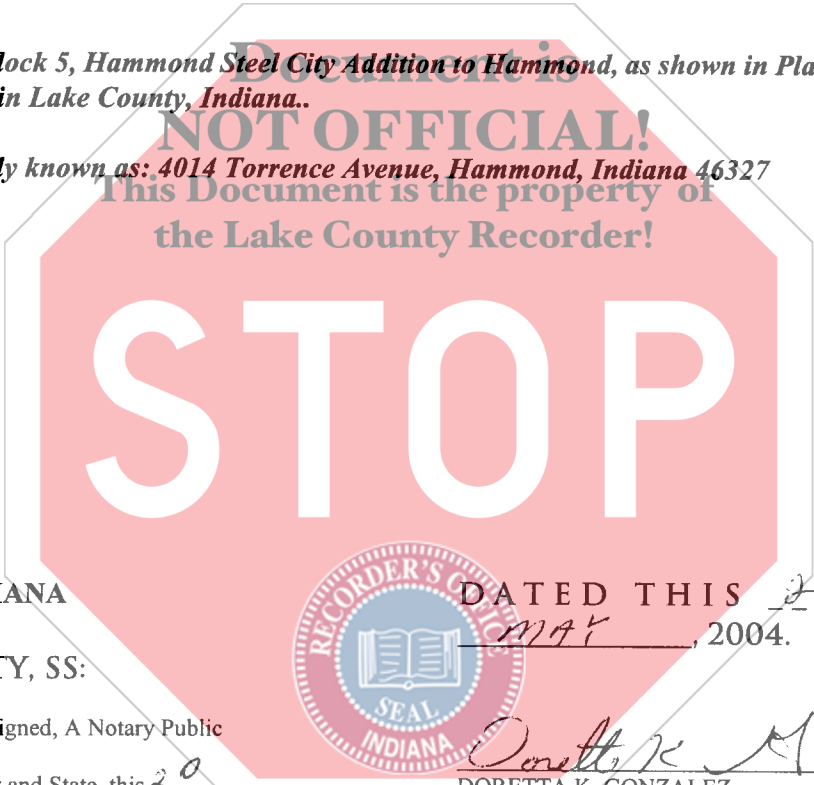 Document is
lock 5, Hammond Steel City Addition to Hammond, as shown in Pla
in Lake County, Indiana..
NOT OFFICIAL!
ly known as: 4014 Torrence Avenue, Hammond, Indiana 46327
This Document is the property of
the Lake County Recorder!
STOP
IANA
DATED THIS 2
MAY, 2004.
TY, SS:
RECORDER'S OFFICE
SEAL
INDIANA
igned, A Notary Public
Doretta K G
and State, this 20
DORETTA K. GONZALEZ